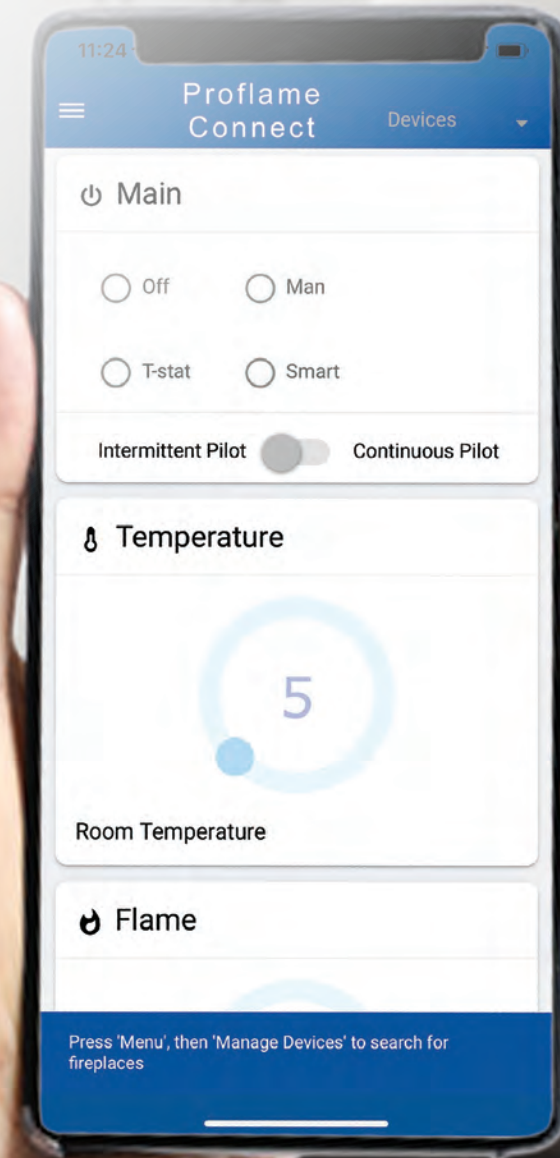 11:24
Proflame
Connect
Devices
Main
Off
Man
T-stat
Smart
Intermittent Pilot
Continuous Pilot
Temperature
5
Room Temperature
Flame
Press 'Menu', then 'Manage Devices' to search for
fireplaces